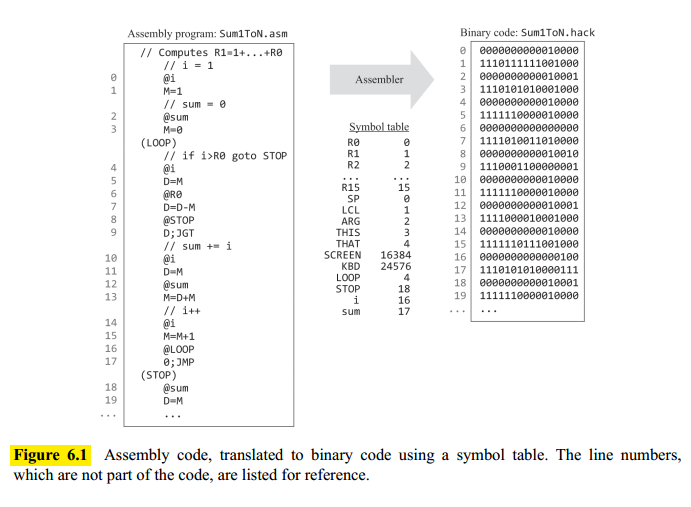 Assembly program: Sum1ToN.asm
// Computes R1=1+...+R0
// i = 1
0 @i
1 M=1
// sum = 0
2 @sum
3 M=0
(LOOP)
// if i>R0 goto STOP
4 @i
5 D=M
6 @R0
7 D=D-M
8 @STOP
9 D;JGT
// sum += i
10 @i
11 D=M
12 @sum
13 M=D+M
// i++
14 @i
15 M=M+1
16 @LOOP
17 0;JMP
(STOP)
18 @sum
19 D=M
... ...
Assembler
Symbol table
R0 0
R1 1
R2 2
... ...
R15 15
SP 0
LCL 1
ARG 2
THIS 3
THAT 4
SCREEN 16384
KBD 24576
LOOP 4
STOP 18
i 16
sum 17
Binary code: Sum1ToN.hack
0 0000000000010000
1 1110111111001000
2 0000000000010001
3 1110101010001000
4 0000000000010000
5 1111110000010000
6 0000000000000000
7 1111010011010000
8 0000000000010010
9 1110001100000001
10 0000000000010000
11 1111110000010000
12 0000000000010001
13 1111000010001000
14 0000000000010000
15 1111110111001000
16 0000000000000100
17 1110101010000111
18 0000000000010001
19 1111110000010000
... ...
Figure 6.1 Assembly code, translated to binary code using a symbol table. The line numbers,
which are not part of the code, are listed for reference.